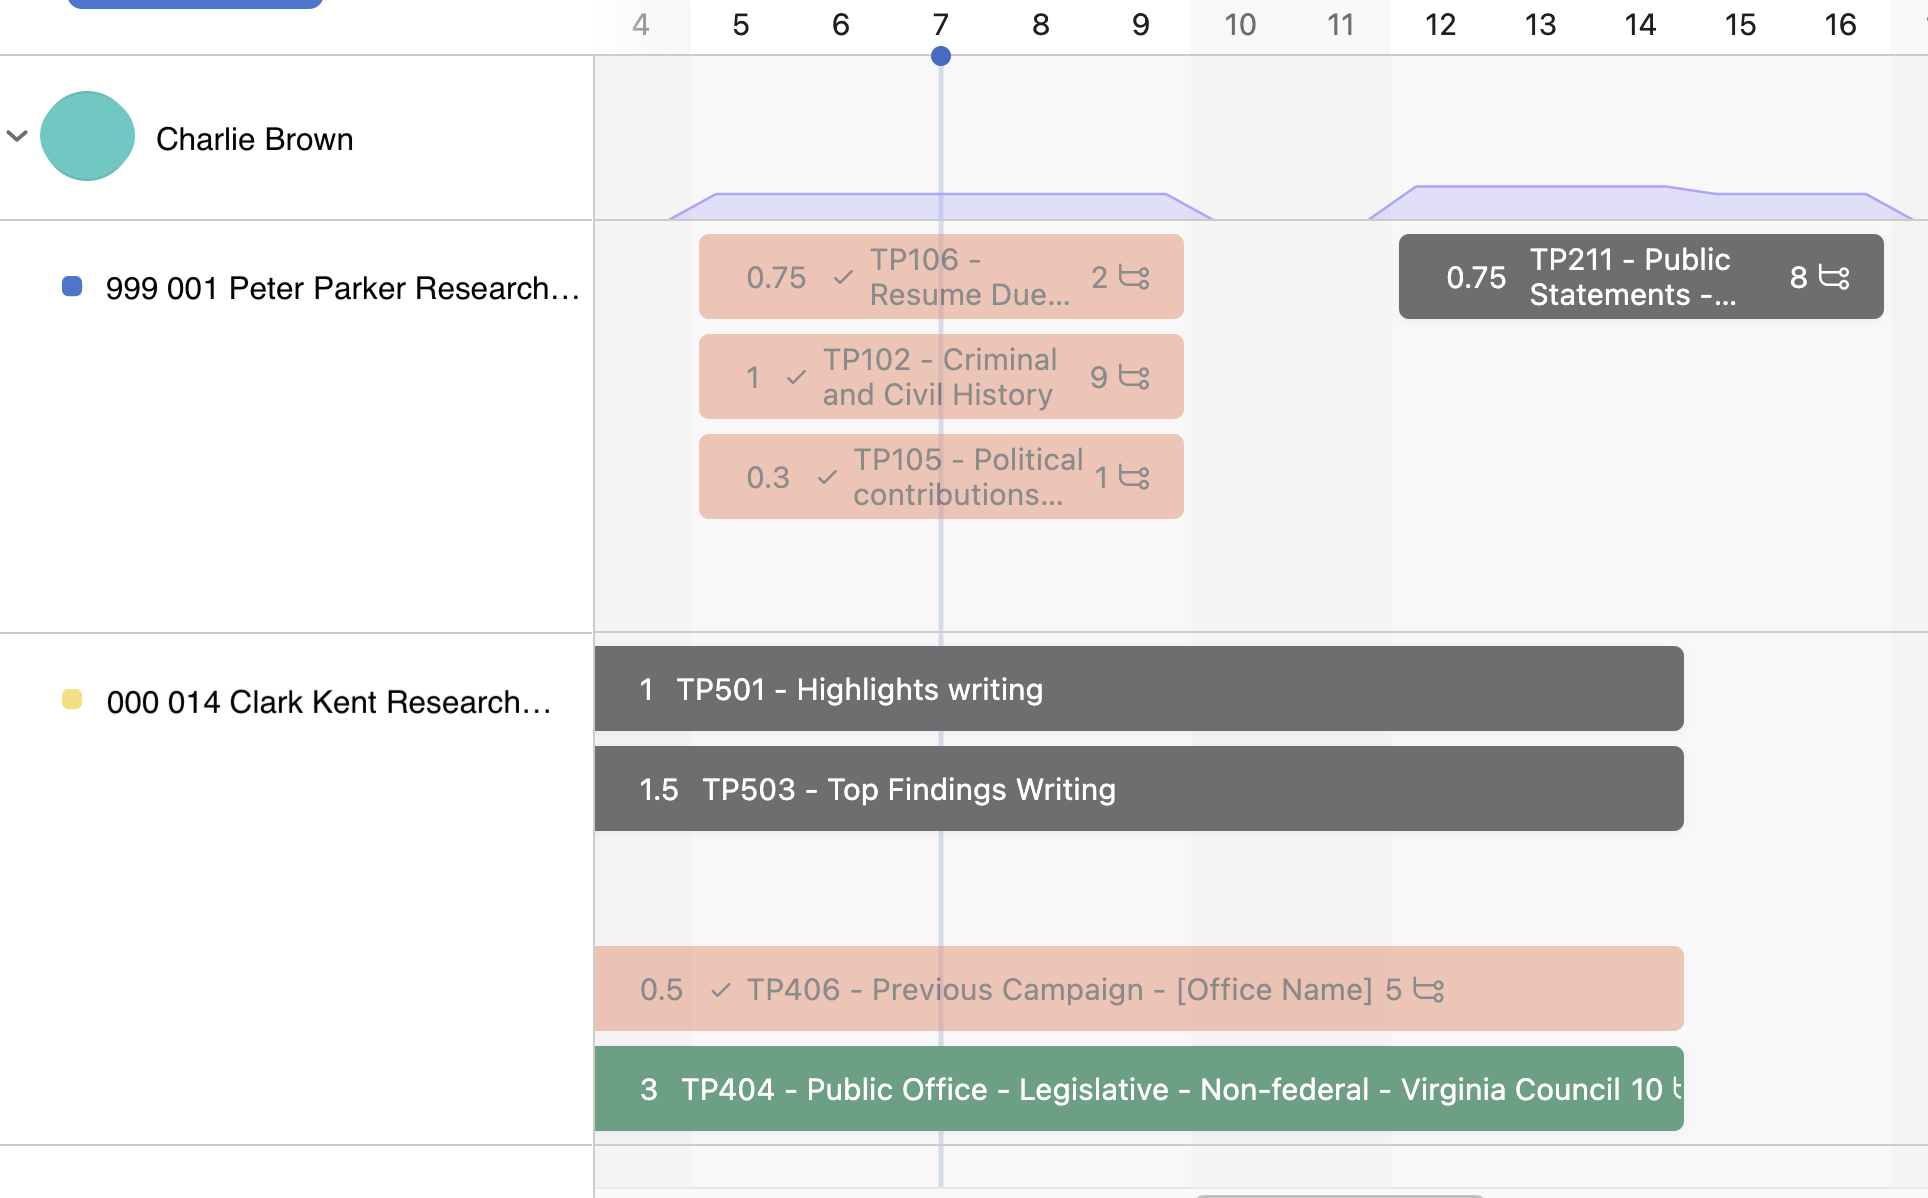 4 5 6 7 8 9 10 11 12 13 14 15 16
Charlie Brown
999 001 Peter Parker Research...
0.75 ✓ TP106 -
Resume Due... 2
0.75 TP211 - Public
Statements -... 8
1 ✓ TP102 - Criminal
and Civil History 9
0.3 ✓ TP105 - Political
contributions... 1
000 014 Clark Kent Research...
1 TP501 - Highlights writing
1.5 TP503 - Top Findings Writing
0.5 ✓ TP406 - Previous Campaign - [Office Name] 5
3 TP404 - Public Office - Legislative - Non-federal - Virginia Council 10